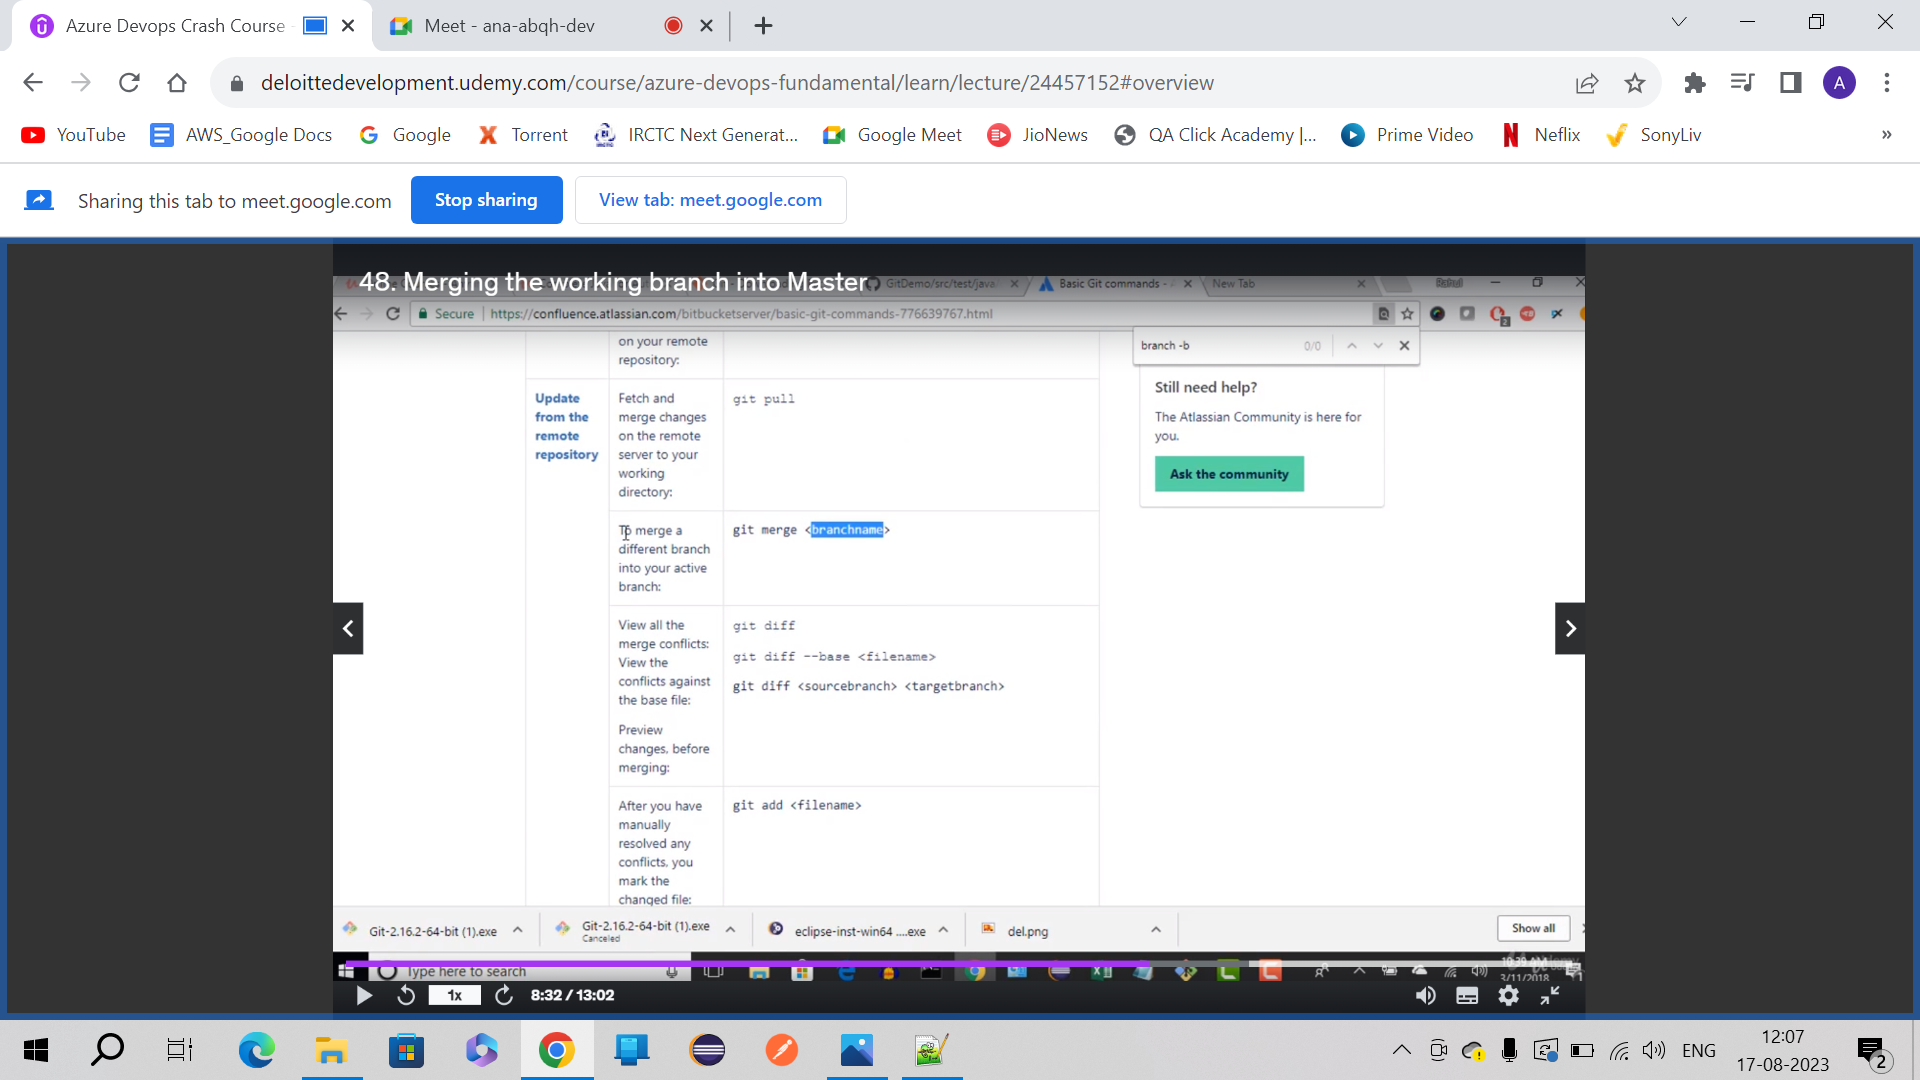 Azure Devops Crash Course
Meet - ana-abqh-dev
deloittedevelopment.udemy.com/course/azure-devops-fundamental/learn/lecture/24457152#overview
A
YouTube AWS_Google Docs Google Torrent IRCTC Next Generat... Google Meet JioNews QA Click Academy |... Prime Video Neflix SonyLiv »
Sharing this tab to meet.google.com Stop sharing View tab: meet.google.com
48. Merging the working branch into Master
GitDemo/src/test/java Basic Git commands - New Tab
Secure https://confluence.atlassian.com/bitbucketserver/basic-git-commands-776639767.html
branch -b 0/0
on your remote
repository:
Update
from the
remote
repository
Fetch and
merge changes
on the remote
server to your
working
directory:
git pull
To merge a
different branch
into your active
branch:
git merge <branchname>
View all the
merge conflicts:
View the
conflicts against
the base file:
Preview
changes, before
merging:
git diff
git diff --base <filename>
git diff <sourcebranch> <targetbranch>
After you have
manually
resolved any
conflicts, you
mark the
changed file:
git add <filename>
Still need help?
The Atlassian Community is here for
you.
Ask the community
Git-2.16.2-64-bit (1).exe
Git-2.16.2-64-bit (1).exe
Canceled
eclipse-inst-win64 ....exe
del.png
Show all
Type here to search
10:39 AM
3/11/2018
1x 8:32 / 13:02
ENG
12:07
17-08-2023
2